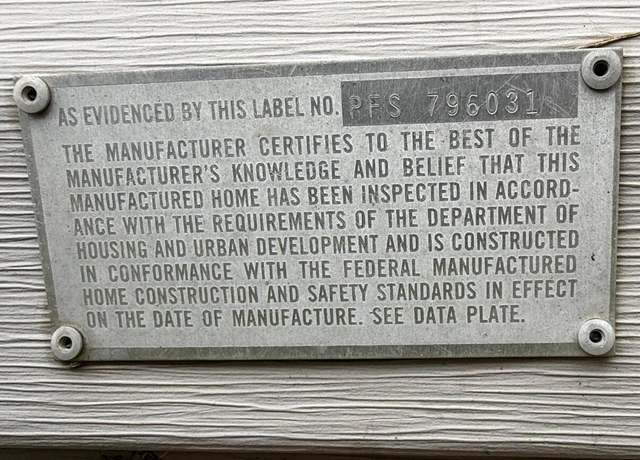 AS EVIDENCED BY THIS LABEL NO. PFS 796031
THE MANUFACTURER CERTIFIES TO THE BEST OF THE
MANUFACTURER'S KNOWLEDGE AND BELIEF THAT THIS
MANUFACTURED HOME HAS BEEN INSPECTED IN ACCORD-
ANCE WITH THE REQUIREMENTS OF THE DEPARTMENT OF
HOUSING AND URBAN DEVELOPMENT AND IS CONSTRUCTED
IN CONFORMANCE WITH THE FEDERAL MANUFACTURED
HOME CONSTRUCTION AND SAFETY STANDARDS IN EFFECT
ON THE DATE OF MANUFACTURE. SEE DATA PLATE.